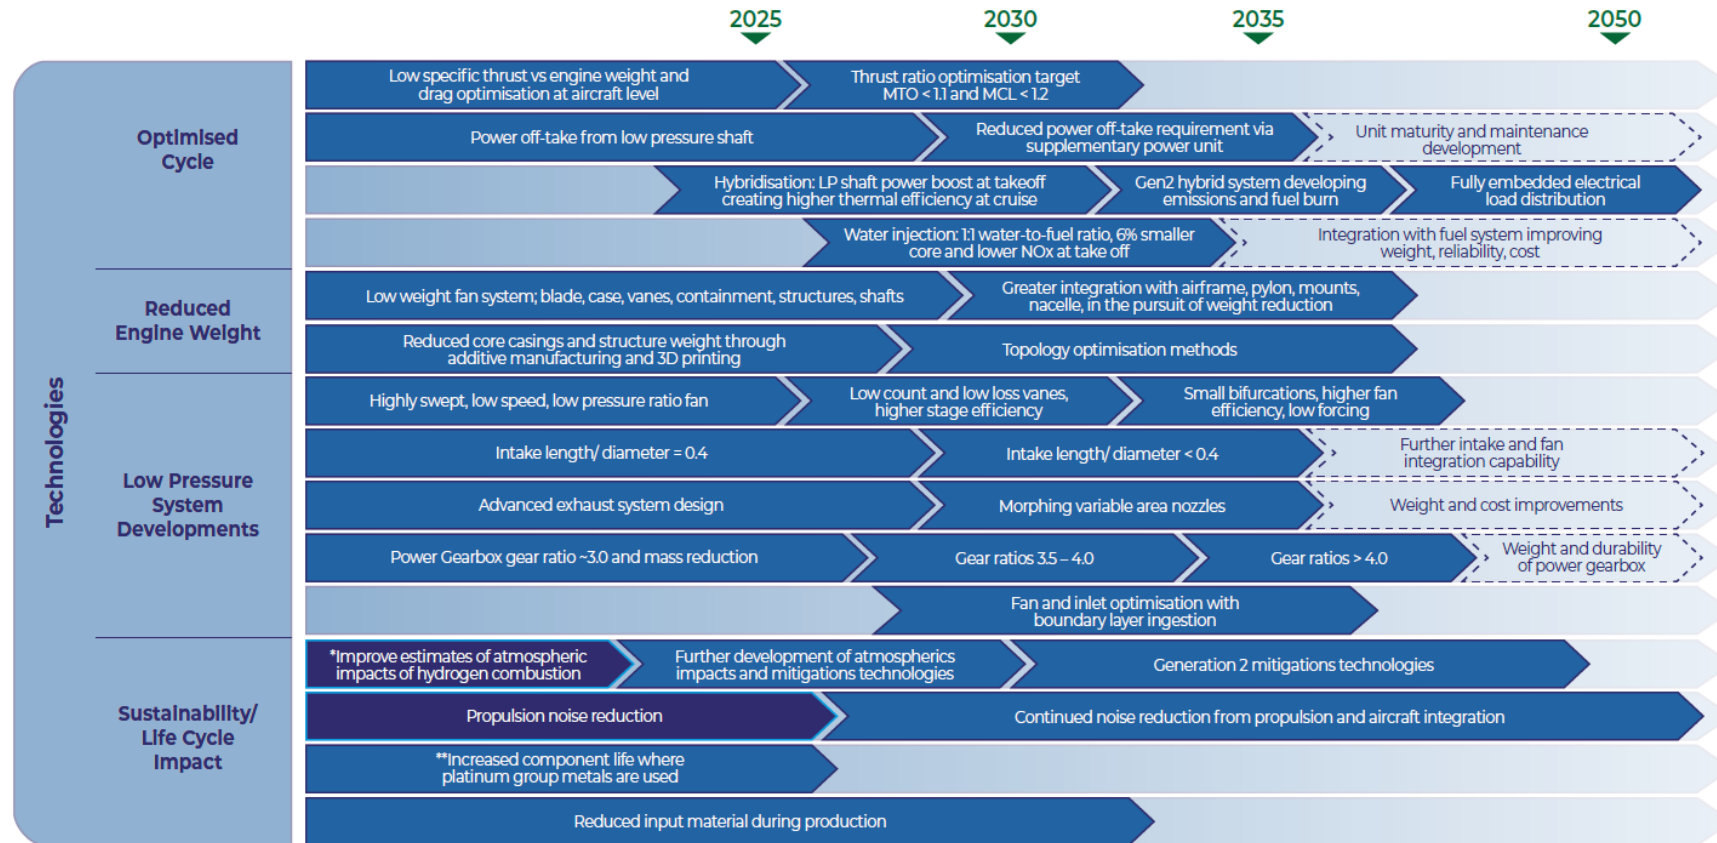 2025
2030
2035
2050
Technologies
Optimised
Cycle
Low specific thrust vs engine weight and
drag optimisation at aircraft level
Thrust ratio optimisation target
MTO < 1.1 and MCL < 1.2
Power off-take from low pressure shaft
Reduced power off-take requirement via
supplementary power unit
Unit maturity and maintenance
development
Hybridisation: LP shaft power boost at takeoff
creating higher thermal efficiency at cruise
Gen2 hybrid system developing
emissions and fuel burn
Fully embedded electrical
load distribution
Water injection: 1:1 water-to-fuel ratio, 6% smaller
core and lower NOx at take off
Integration with fuel system improving
weight, reliability, cost
Reduced
Engine Weight
Low weight fan system; blade, case, vanes, containment, structures, shafts
Greater integration with airframe, pylon, mounts,
nacelle, in the pursuit of weight reduction
Reduced core casings and structure weight through
additive manufacturing and 3D printing
Topology optimisation methods
Low Pressure
System
Developments
Highly swept, low speed, low pressure ratio fan
Low count and low loss vanes,
higher stage efficiency
Small bifurcations, higher fan
efficiency, low forcing
Intake length/ diameter = 0.4
Intake length/ diameter < 0.4
Further intake and fan
integration capability
Advanced exhaust system design
Morphing variable area nozzles
Weight and cost improvements
Power Gearbox gear ratio ~3.0 and mass reduction
Gear ratios 3.5 – 4.0
Gear ratios > 4.0
Weight and durability
of power gearbox
Fan and inlet optimisation with
boundary layer ingestion
Sustainability/
Life Cycle
Impact
*Improve estimates of atmospheric
impacts of hydrogen combustion
Further development of atmospherics
impacts and mitigations technologies
Generation 2 mitigations technologies
Propulsion noise reduction
Continued noise reduction from propulsion and aircraft integration
**Increased component life where
platinum group metals are used
Reduced input material during production